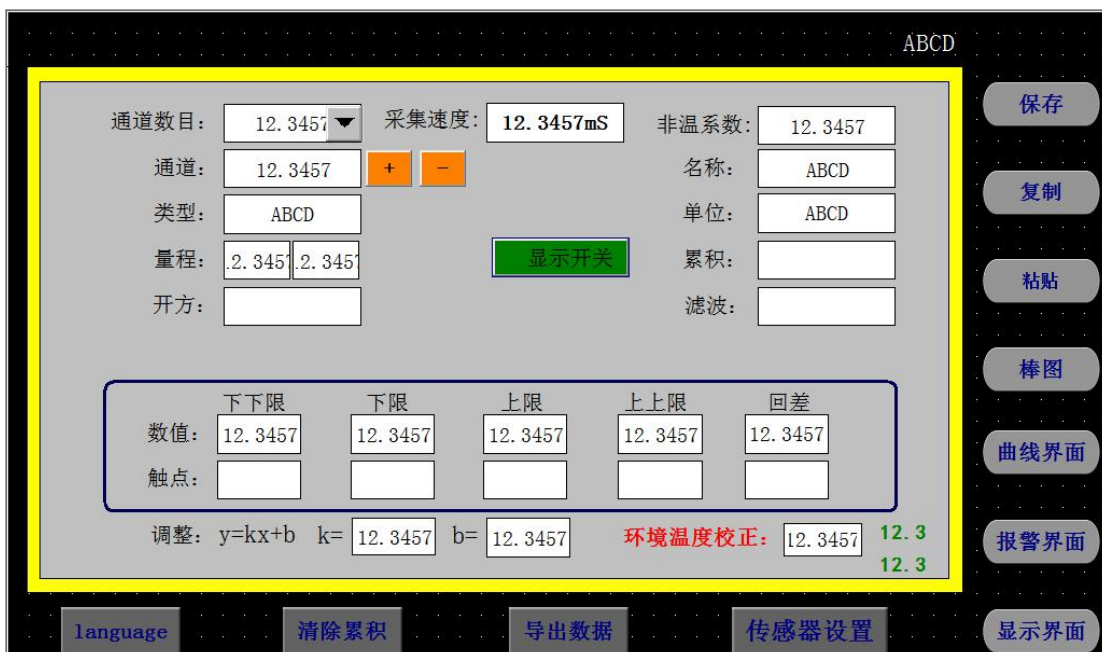 ABCD
通道数目： 12.3457 采集速度： 12.3457mS 非温系数： 12.3457 保存
通道： 12.3457 + - 名称： ABCD
类型： ABCD 单位： ABCD 复制
量程： .2.3457 .2.3457 显示开关 累积： 粘贴
开方： 滤波：
棒图
下下限 下限 上限 上上限 回差
数值： 12.3457 12.3457 12.3457 12.3457 12.3457 曲线界面
触点：
调整： y=kx+b k= 12.3457 b= 12.3457 环境温度校正： 12.3457 12.3 报警界面
12.3
language 清除累积 导出数据 传感器设置 显示界面